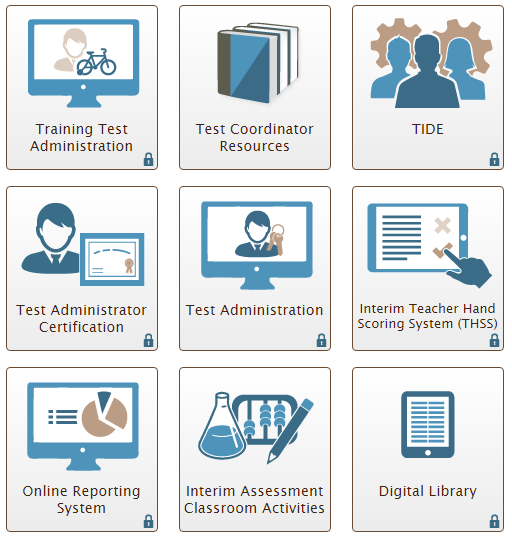 Training Test
Administration
Test Coordinator
Resources
TIDE
Test Administrator
Certification
Test Administration
Interim Teacher Hand
Scoring System (THSS)
Online Reporting
System
Interim Assessment
Classroom Activities
Digital Library